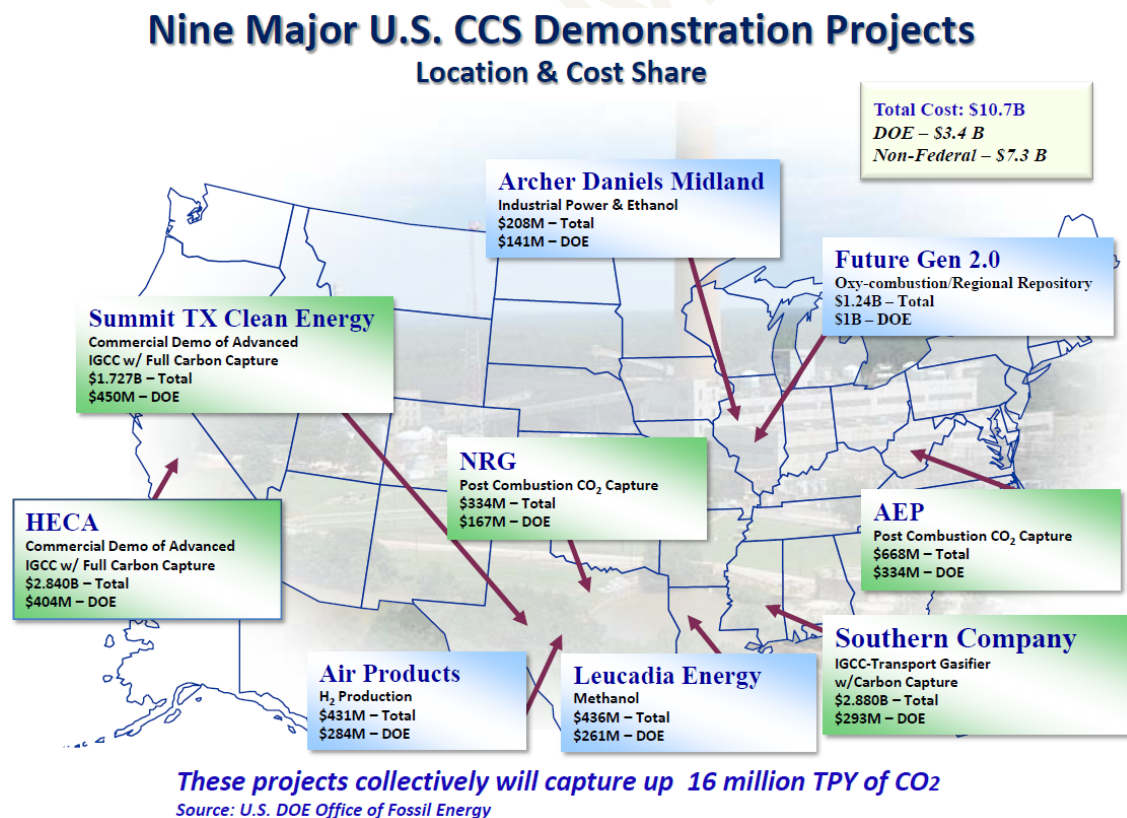 Nine Major U.S. CCS Demonstration Projects
Location & Cost Share
Total Cost: $10.7B
DOE – $3.4 B
Non-Federal – $7.3 B
Archer Daniels Midland
Industrial Power & Ethanol
$208M – Total
$141M – DOE
Future Gen 2.0
Oxy-combustion/Regional Repository
$1.24B – Total
$1B – DOE
Summit TX Clean Energy
Commercial Demo of Advanced
IGCC w/ Full Carbon Capture
$1.727B – Total
$450M – DOE
NRG
Post Combustion CO₂ Capture
$334M – Total
$167M – DOE
HECA
Commercial Demo of Advanced
IGCC w/ Full Carbon Capture
$2.840B – Total
$404M – DOE
AEP
Post Combustion CO₂ Capture
$668M – Total
$334M – DOE
Southern Company
IGCC-Transport Gasifier
w/Carbon Capture
$2.880B – Total
$293M – DOE
Air Products
H₂ Production
$431M – Total
$284M – DOE
Leucadia Energy
Methanol
$436M – Total
$261M – DOE
These projects collectively will capture up 16 million TPY of CO2
Source: U.S. DOE Office of Fossil Energy